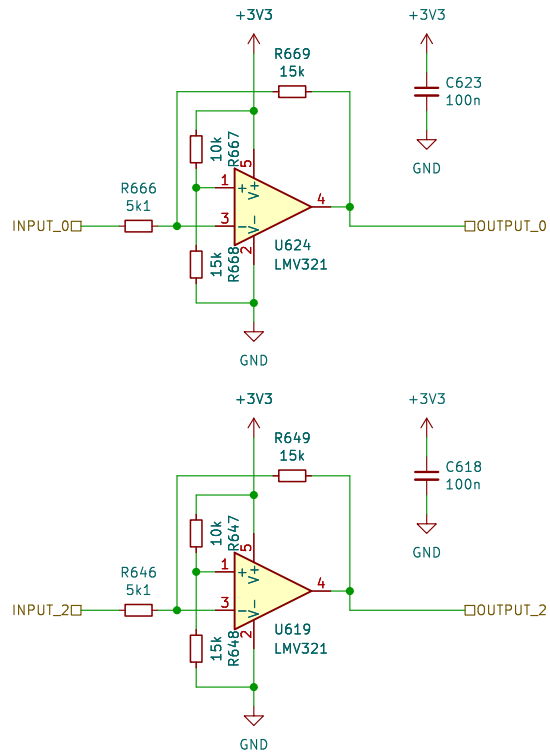 +3V3
+3V3
R669
15k
C623
100n
10k
R667
5
1
+
V+
4
R666
5k1
INPUT_0
3
−
V-
OUTPUT_0
15k
R668
2
U624
LMV321
GND
GND
+3V3
+3V3
R649
15k
C618
100n
10k
R647
5
1
+
V+
4
R646
5k1
INPUT_2
3
−
V-
OUTPUT_2
15k
R648
2
U619
LMV321
GND
GND